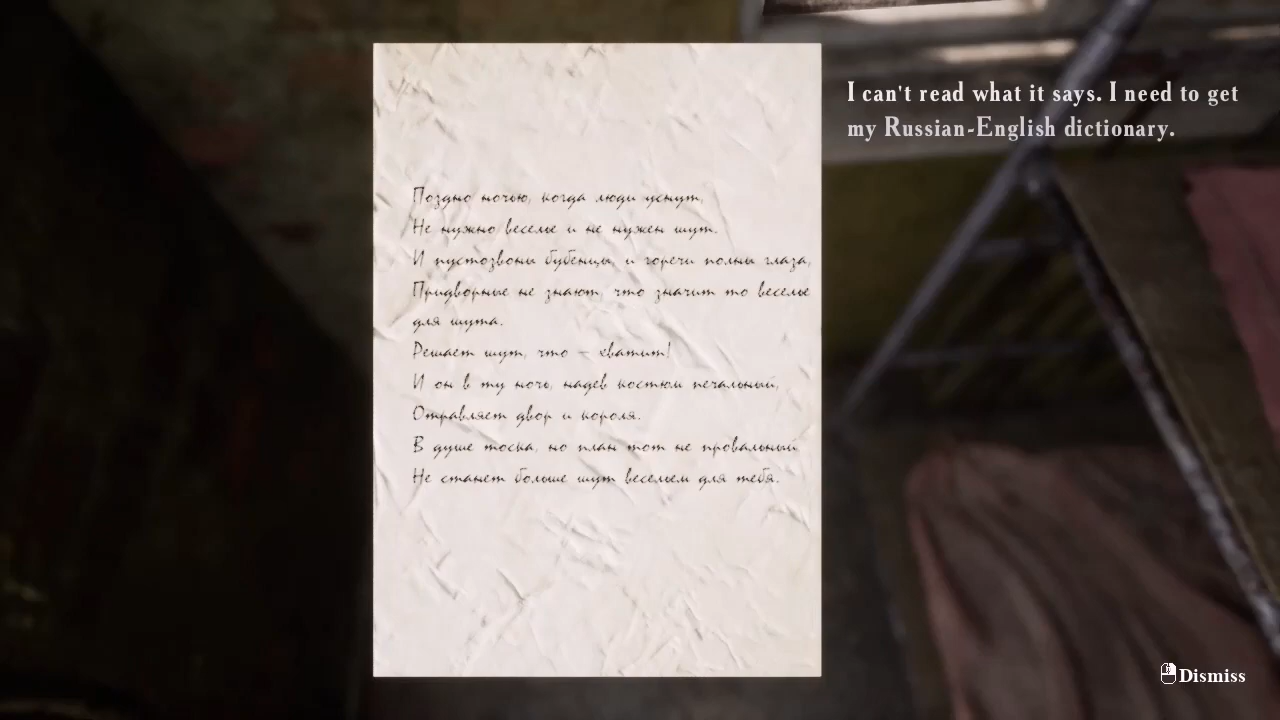 I can't read what it says. I need to get
my Russian-English dictionary.
Поздно ночью, когда люди уснут,
Не нужно веселье и не нужен шут.
И пустозвоны бубенцы, и горечи полны глаза,
Придворные не знают, что значит то веселье
для шута.
Решает шут, что – хватит!
И он в ту ночь, надев костюм печальный,
Отравляет двор и короля.
В душе тоска, но план тот не провальный
Не станет больше шут весельем для тебя.
Dismiss